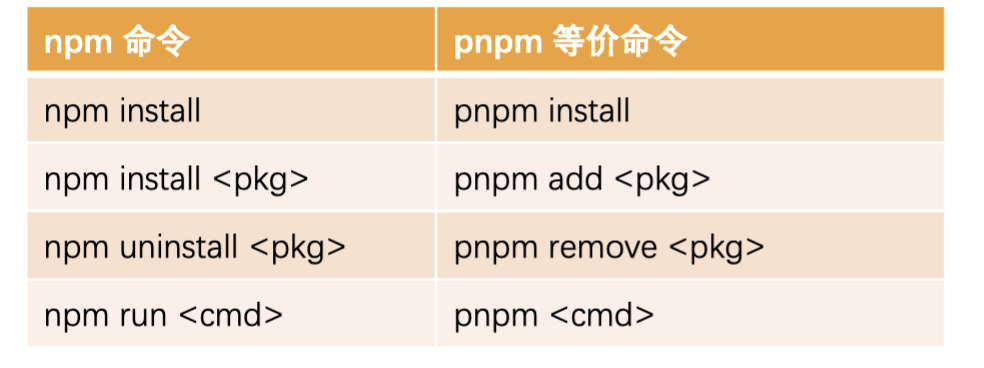 npm 命令 pnpm 等价命令
npm install pnpm install
npm install <pkg> pnpm add <pkg>
npm uninstall <pkg> pnpm remove <pkg>
npm run <cmd> pnpm <cmd>